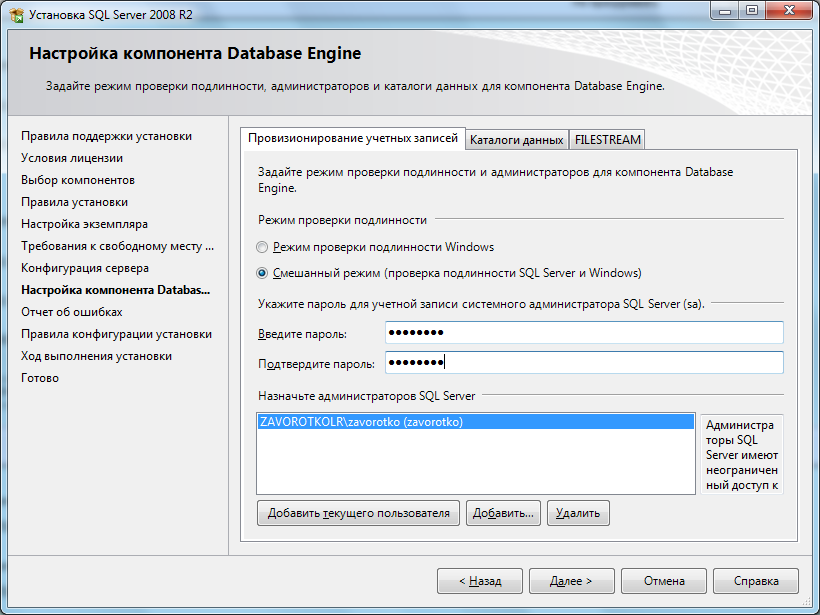 Установка SQL Server 2008 R2
Настройка компонента Database Engine
Задайте режим проверки подлинности, администраторов и каталоги данных для компонента Database Engine.
Правила поддержки установки
Условия лицензии
Выбор компонентов
Правила установки
Настройка экземпляра
Требования к свободному месту ...
Конфигурация сервера
Настройка компонента Databas...
Отчет об ошибках
Правила конфигурации установки
Ход выполнения установки
Готово
Провизионирование учетных записей Каталоги данных FILESTREAM
Задайте режим проверки подлинности и администраторов для компонента Database
Engine.
Режим проверки подлинности
Режим проверки подлинности Windows
Смешанный режим (проверка подлинности SQL Server и Windows)
Укажите пароль для учетной записи системного администратора SQL Server (sa).
Введите пароль: ●●●●●●●●
Подтвердите пароль: ●●●●●●●●
Назначьте администраторов SQL Server
ZAVOROTKOLR\zavorotko (zavorotko)
Администра
торы SQL
Server имеют
неограничен
ный доступ к
Добавить текущего пользователя Добавить... Удалить
< Назад Далее > Отмена Справка